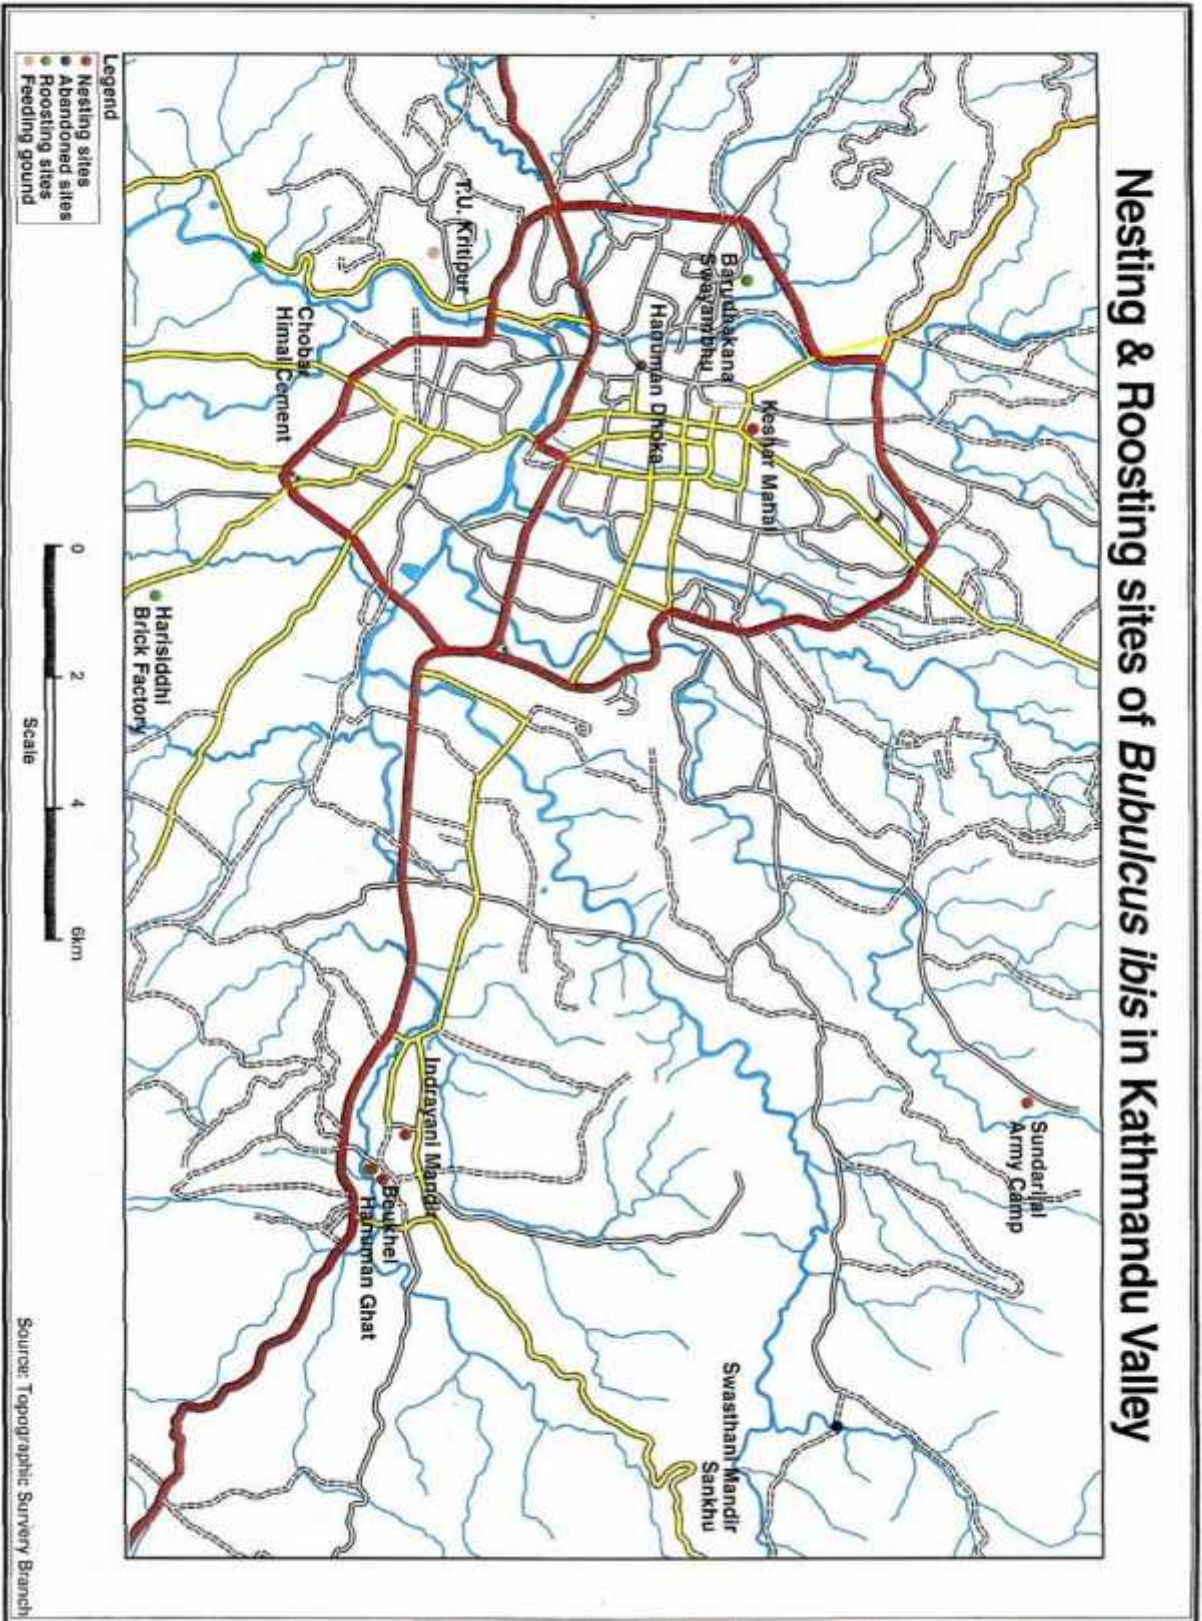 Nesting & Roosting sites of Bubulcus ibis in Kathmandu Valley
Sundarijal
Army Camp
Barudhakana
Swayambhu
Keshar Mahal
Hanuman Dhoka
Swasthani Mandir
Sankhu
T.U. Kritipur
Indrayani Mandir
Boukhel
Hanuman Ghat
Chobar
Himal Cement
Harisiddhi
Brick Factory
Legend
Nesting sites
Abandoned sites
Roosting sites
Feeding gound
0 2 4 6km
Scale
Source: Topographic Survery Branch